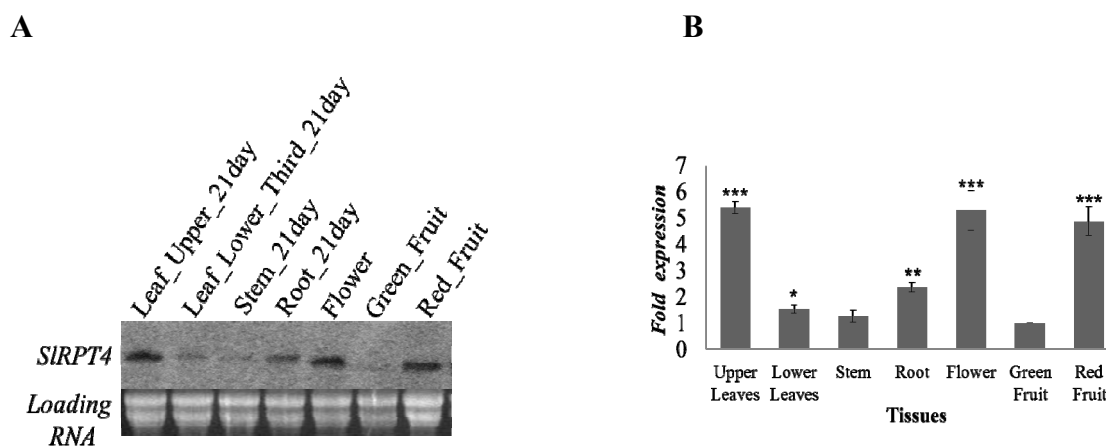 A
B
Leaf_Upper_21day
Leaf_Lower_Third_21day
Stem_21day
Root_21day
Flower
Green_Fruit
Red_Fruit
SlRPT4
Loading
RNA
Fold expression
7
6
5
4
3
2
1
0
***
*
**
***
***
Upper Leaves
Lower Leaves
Stem
Root
Flower
Green Fruit
Red Fruit
Tissues